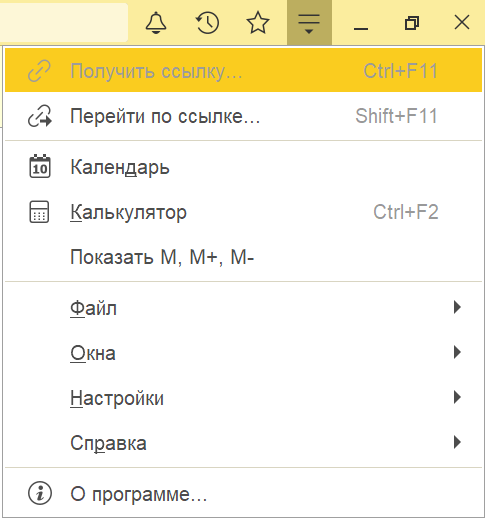 Получить ссылку... Ctrl+F11
Перейти по ссылке... Shift+F11
10 Календарь
Калькулятор Ctrl+F2
Показать M, M+, M-
Файл
Окна
Настройки
Справка
О программе...